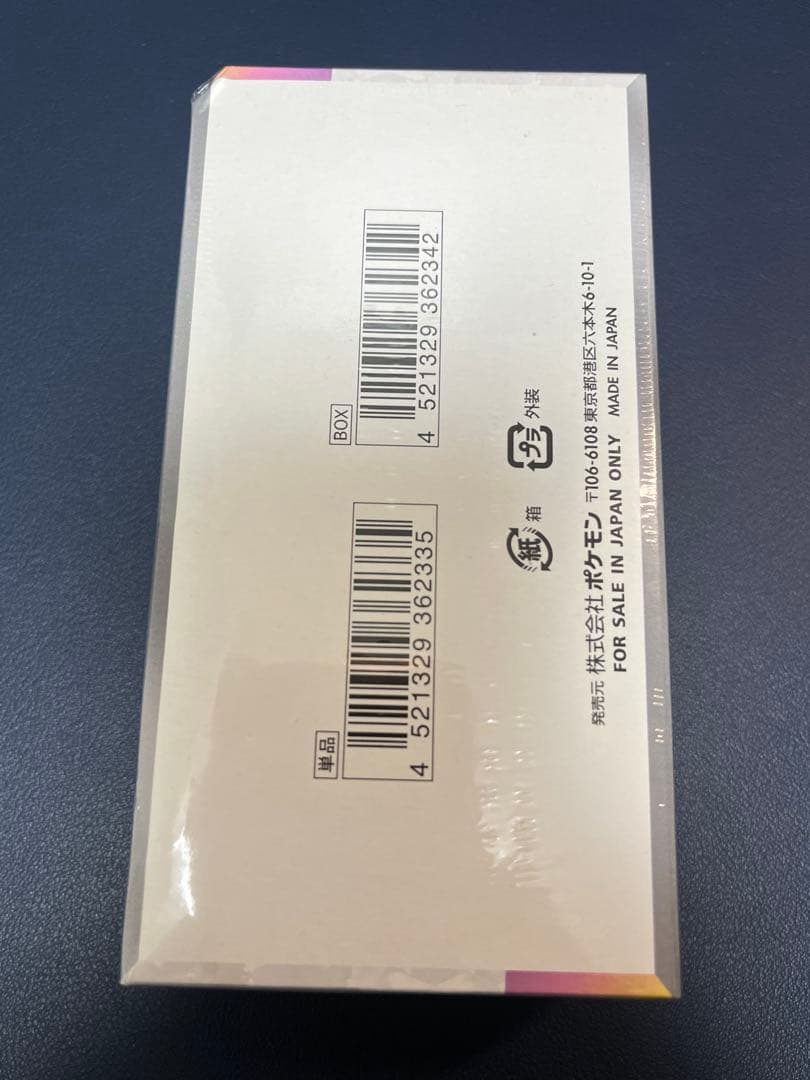 BOX
4 521329 362342
単品
4 521329 362335
プラ 外装
紙 箱
発売元 株式会社 ポケモン 〒106-6108 東京都港区六本木6-10-1
FOR SALE IN JAPAN ONLY MADE IN JAPAN